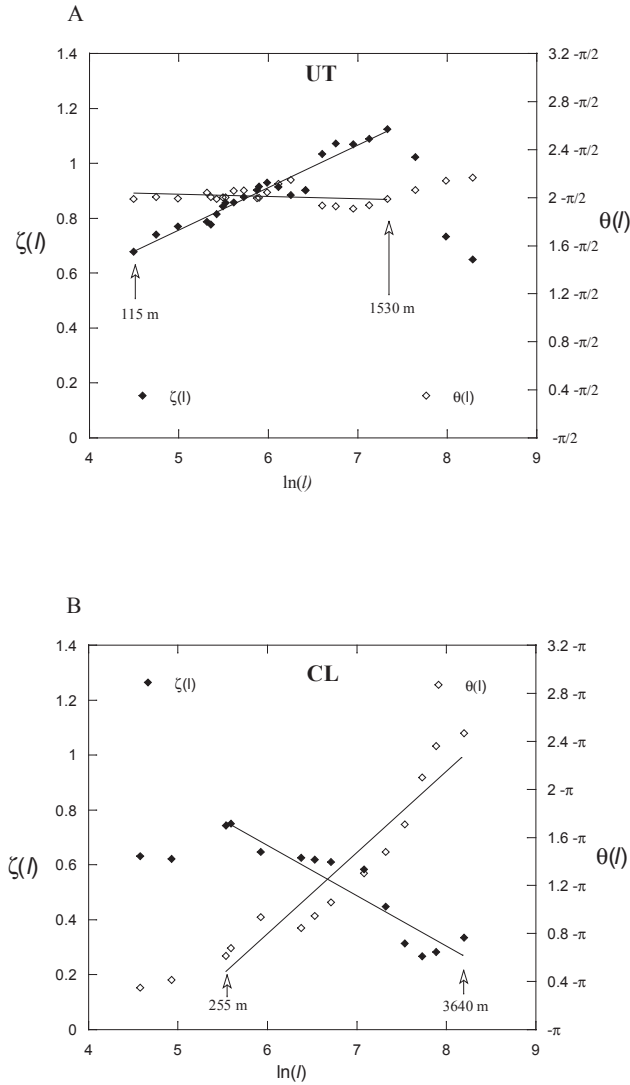 A
UT
1.4
1.2
1
0.8
0.6
0.4
0.2
0
ζ(l)
3.2 -π/2
2.8 -π/2
2.4 -π/2
2 -π/2
1.6 -π/2
1.2 -π/2
0.8 -π/2
0.4 -π/2
-π/2
θ(l)
115 m
1530 m
ζ(l)
θ(l)
4 5 6 7 8 9
ln(l)
B
CL
1.4
1.2
1
0.8
0.6
0.4
0.2
0
ζ(l)
3.2 -π
2.8 -π
2.4 -π
2 -π
1.6 -π
1.2 -π
0.8 -π
0.4 -π
-π
θ(l)
ζ(l)
θ(l)
255 m
3640 m
4 5 6 7 8 9
ln(l)